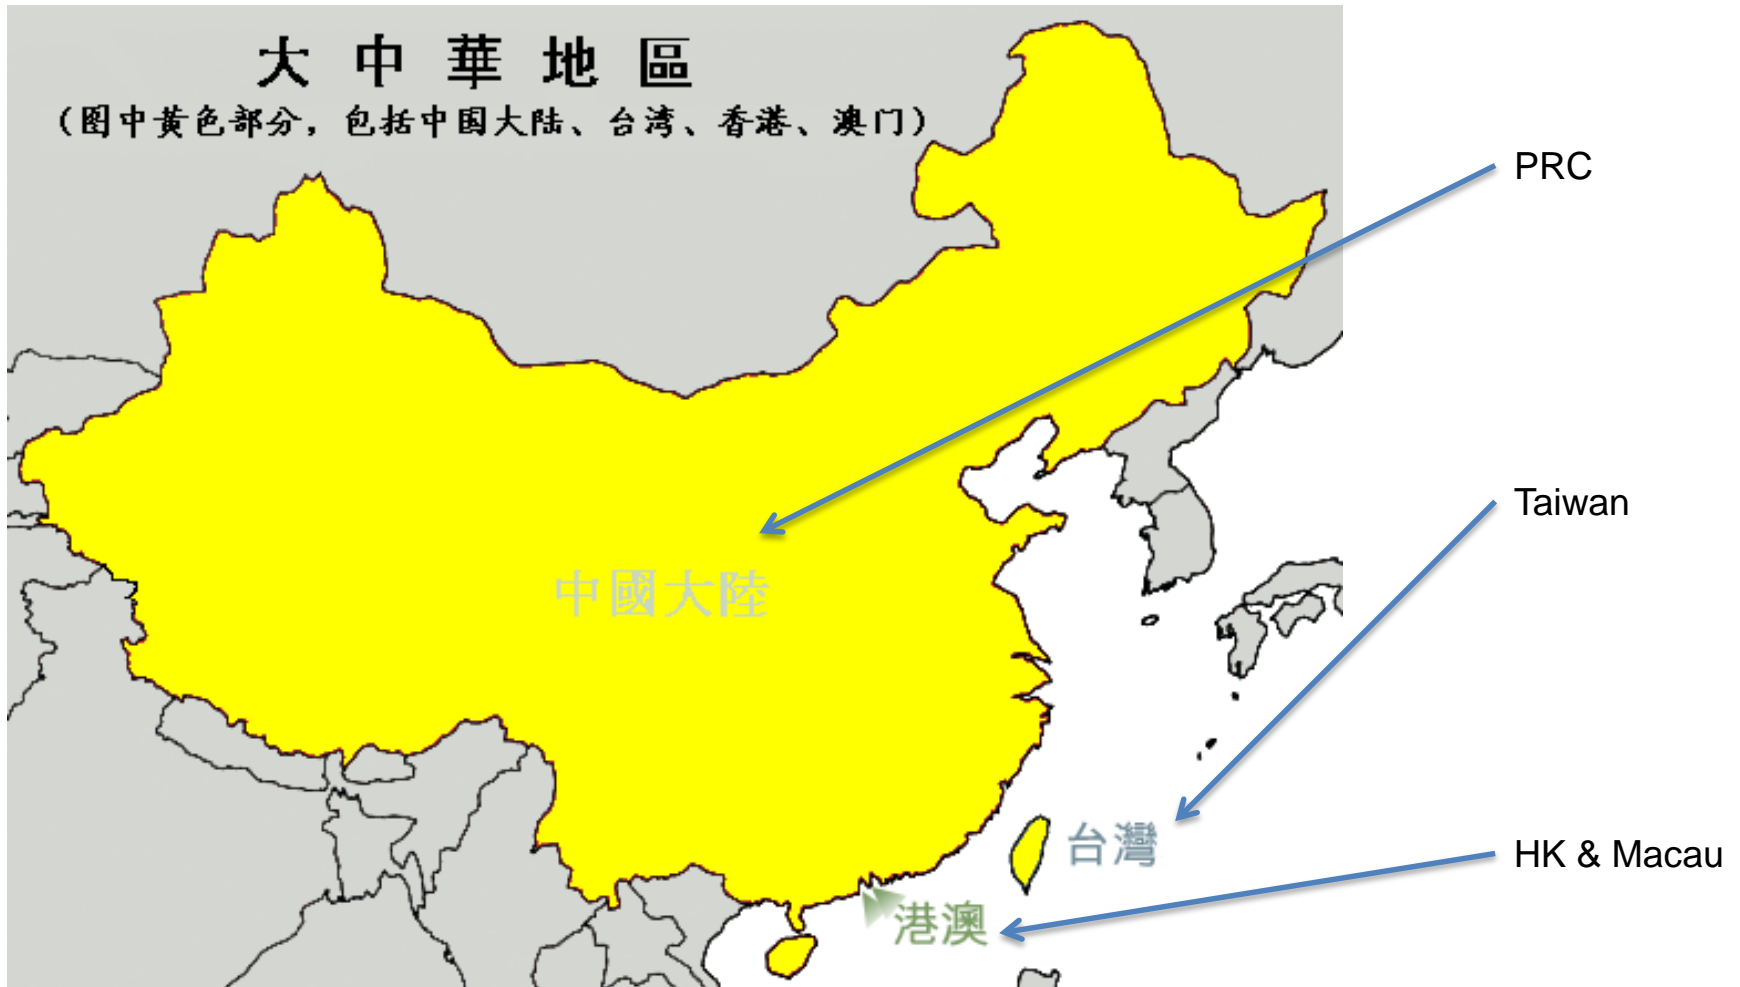 大中華地區
(图中黃色部分，包括中国大陆、台湾、香港、澳门)
PRC
Taiwan
中國大陸
台灣
HK & Macau
港澳